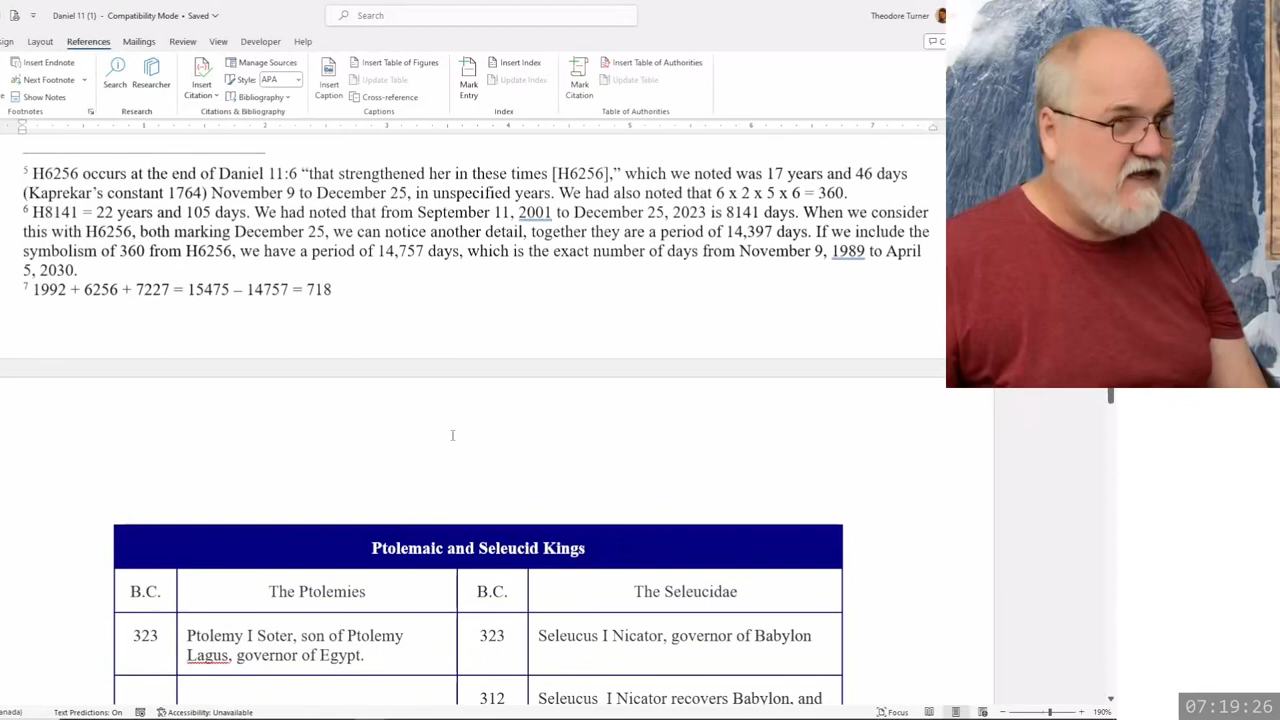 Daniel 11 (1) - Compatibility Mode • Saved
Search
Theodore Turner
sign Layout References Mailings Review View Developer Help
Insert Endnote
Next Footnote
Show Notes
Footnotes
Search
Researcher
Research
Insert Citation
Manage Sources
Style: APA
Bibliography
Citations & Bibliography
Insert Caption
Insert Table of Figures
Update Table
Cross-reference
Captions
Mark Entry
Insert Index
Update Index
Index
Mark Citation
Insert Table of Authorities
Update Table
Table of Authorities
1 2 3 4 5 6 7
5 H6256 occurs at the end of Daniel 11:6 “that strengthened her in these times [H6256],” which we noted was 17 years and 46 days
(Kaprekar’s constant 1764) November 9 to December 25, in unspecified years. We had also noted that 6 x 2 x 5 x 6 = 360.
6 H8141 = 22 years and 105 days. We had noted that from September 11, 2001 to December 25, 2023 is 8141 days. When we consider
this with H6256, both marking December 25, we can notice another detail, together they are a period of 14,397 days. If we include the
symbolism of 360 from H6256, we have a period of 14,757 days, which is the exact number of days from November 9, 1989 to April
5, 2030.
7 1992 + 6256 + 7227 = 15475 – 14757 = 718
Ptolemaic and Seleucid Kings
B.C. The Ptolemies B.C. The Seleucidae
323 Ptolemy I Soter, son of Ptolemy Lagus, governor of Egypt. 323 Seleucus I Nicator, governor of Babylon
312 Seleucus I Nicator recovers Babylon, and
anada) Text Predictions: On Accessibility: Unavailable Focus 190%
07:19:26